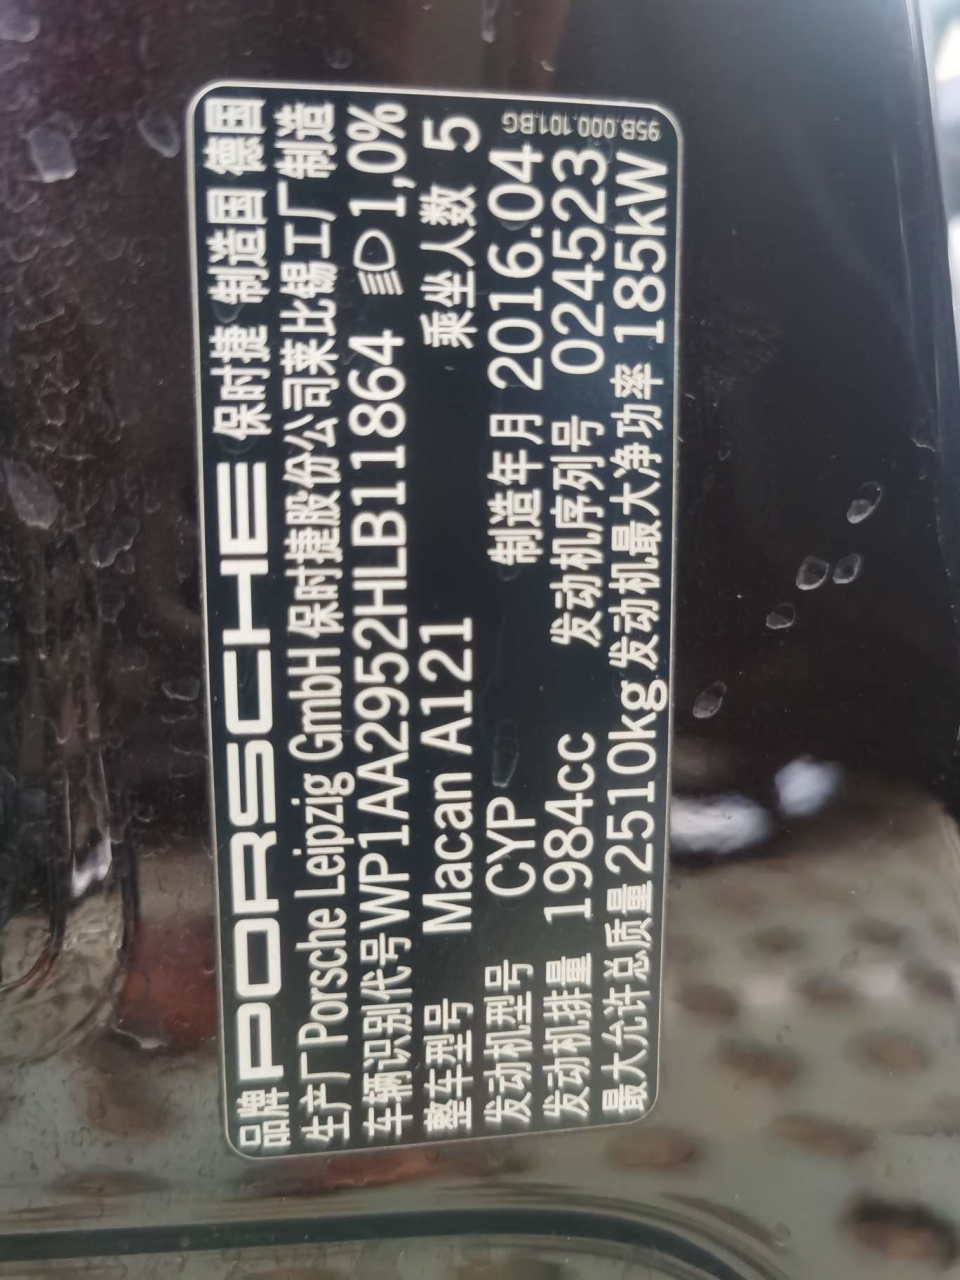 品牌 PORSCHE 保时捷 制造国 德国
生产厂 Porsche Leipzig GmbH 保时捷股份公司莱比锡工厂制造
车辆识别代号 WP1AA2952HLB11864 1,0%
整车型号 Macan A121 乘坐人数 5
发动机型号 CYP 制造年月 2016.04
发动机排量 1984cc 发动机序列号 024523
最大允许总质量 2510kg 发动机最大净功率 185kW
95B.000.101.BG